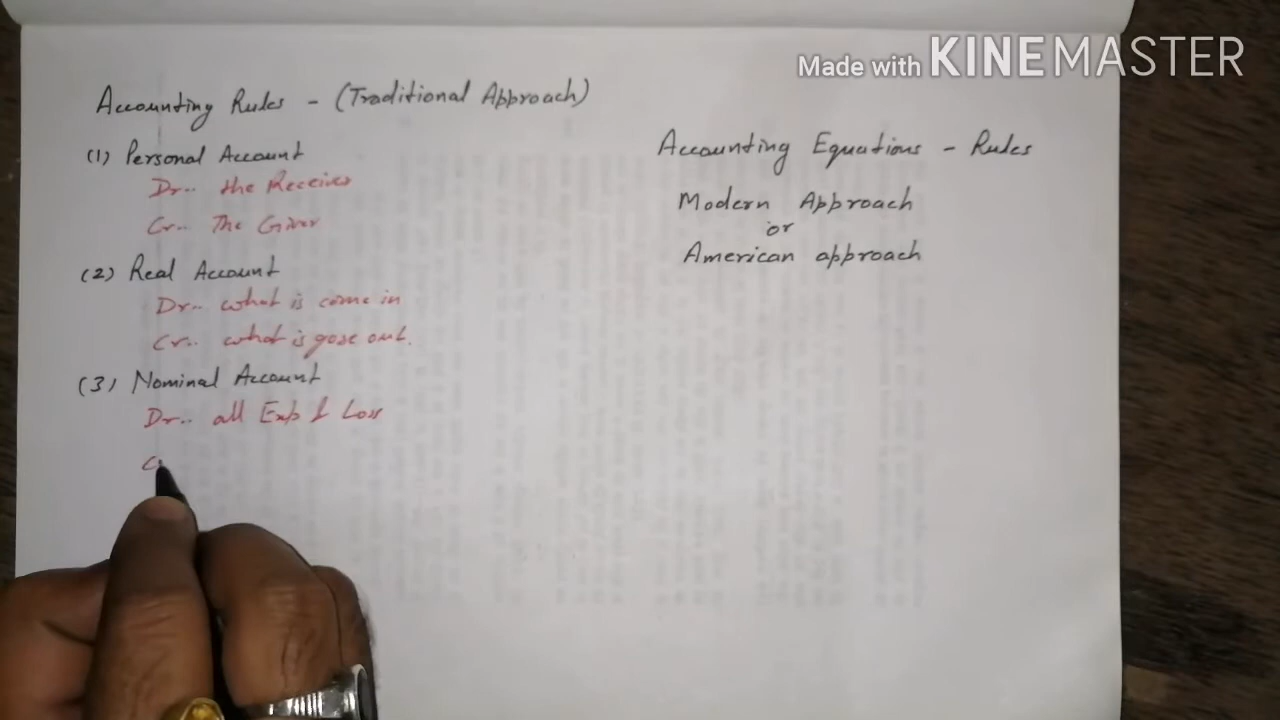 Made with KINEMASTER
Accounting Rules - (Traditional Approach)
(1) Personal Account
Dr.. the Receiver
Cr.. The Giver
(2) Real Account
Dr.. what is come in
Cr.. what is gose out.
(3) Nominal Account
Dr.. all Exp & Loss
Cr
Accounting Equations - Rules
Modern Approach
or
American approach